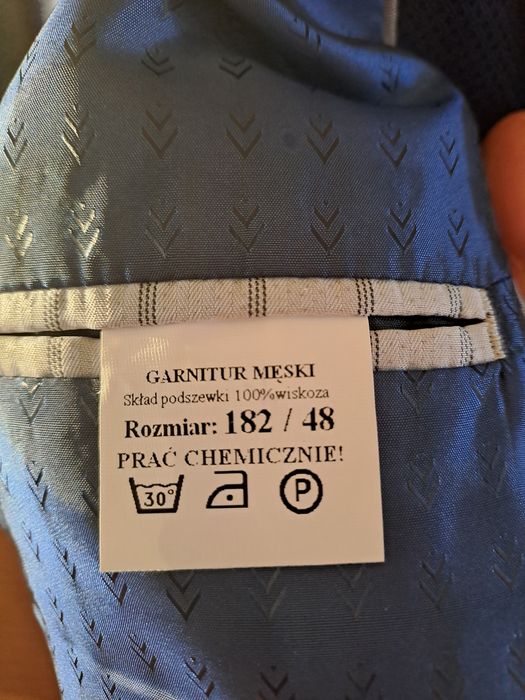 GARNITUR MĘSKI
Skład podszewki 100%wiskoza
Rozmiar: 182 / 48
PRAĆ CHEMICZNIE!
30° P